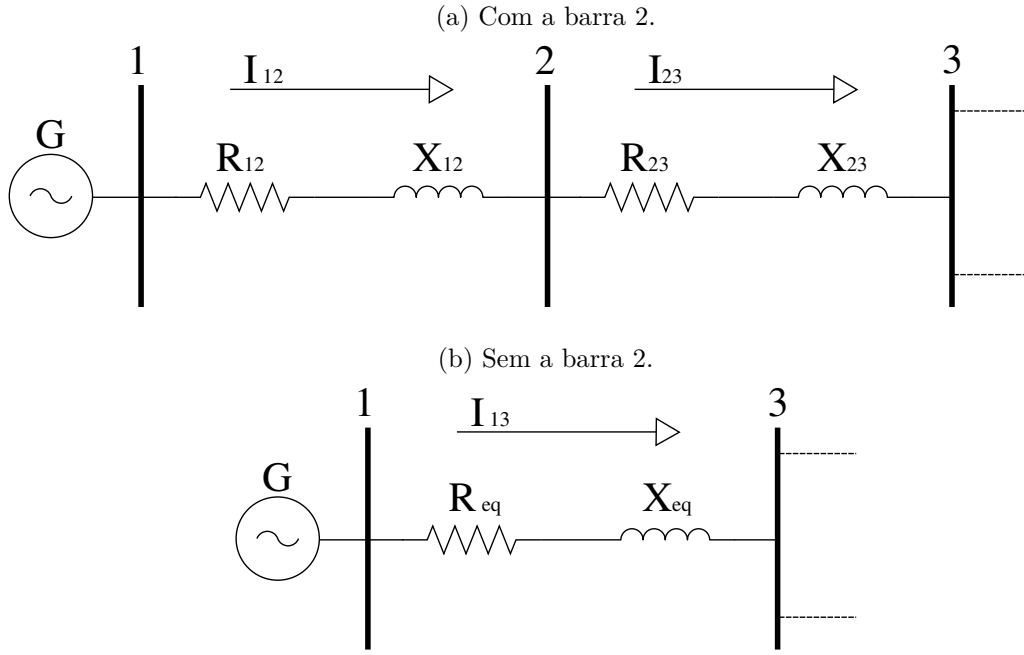 (a) Com a barra 2.
1 I12 2 I23 3
G R12 X12 R23 X23
(b) Sem a barra 2.
1 I13 3
G Req Xeq